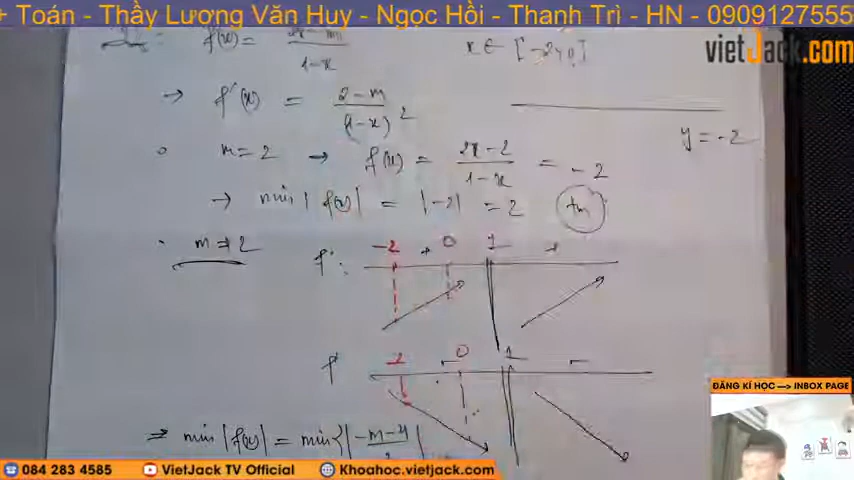 + Toán - Thầy Lương Văn Huy - Ngọc Hồi - Thanh Trì - HN - 0909127555
vietJack.com
f(x) = 1-x x ∈ [-2;0]
→ f'(x) = 2-m / (1-x)²
y = -2
m = 2 → f(x) = 2x-2 / 1-x = -2
→ min |f(x)| = |-2| = 2 tm
m ≠ 2
f': -2 + 0 1 +
f' -2 - 0 1 -
ĐĂNG KÍ HỌC --> INBOX PAGE
⇒ min |f(x)| = min {| -m-4
084 283 4585 VietJack TV Official Khoahoc.vietjack.com